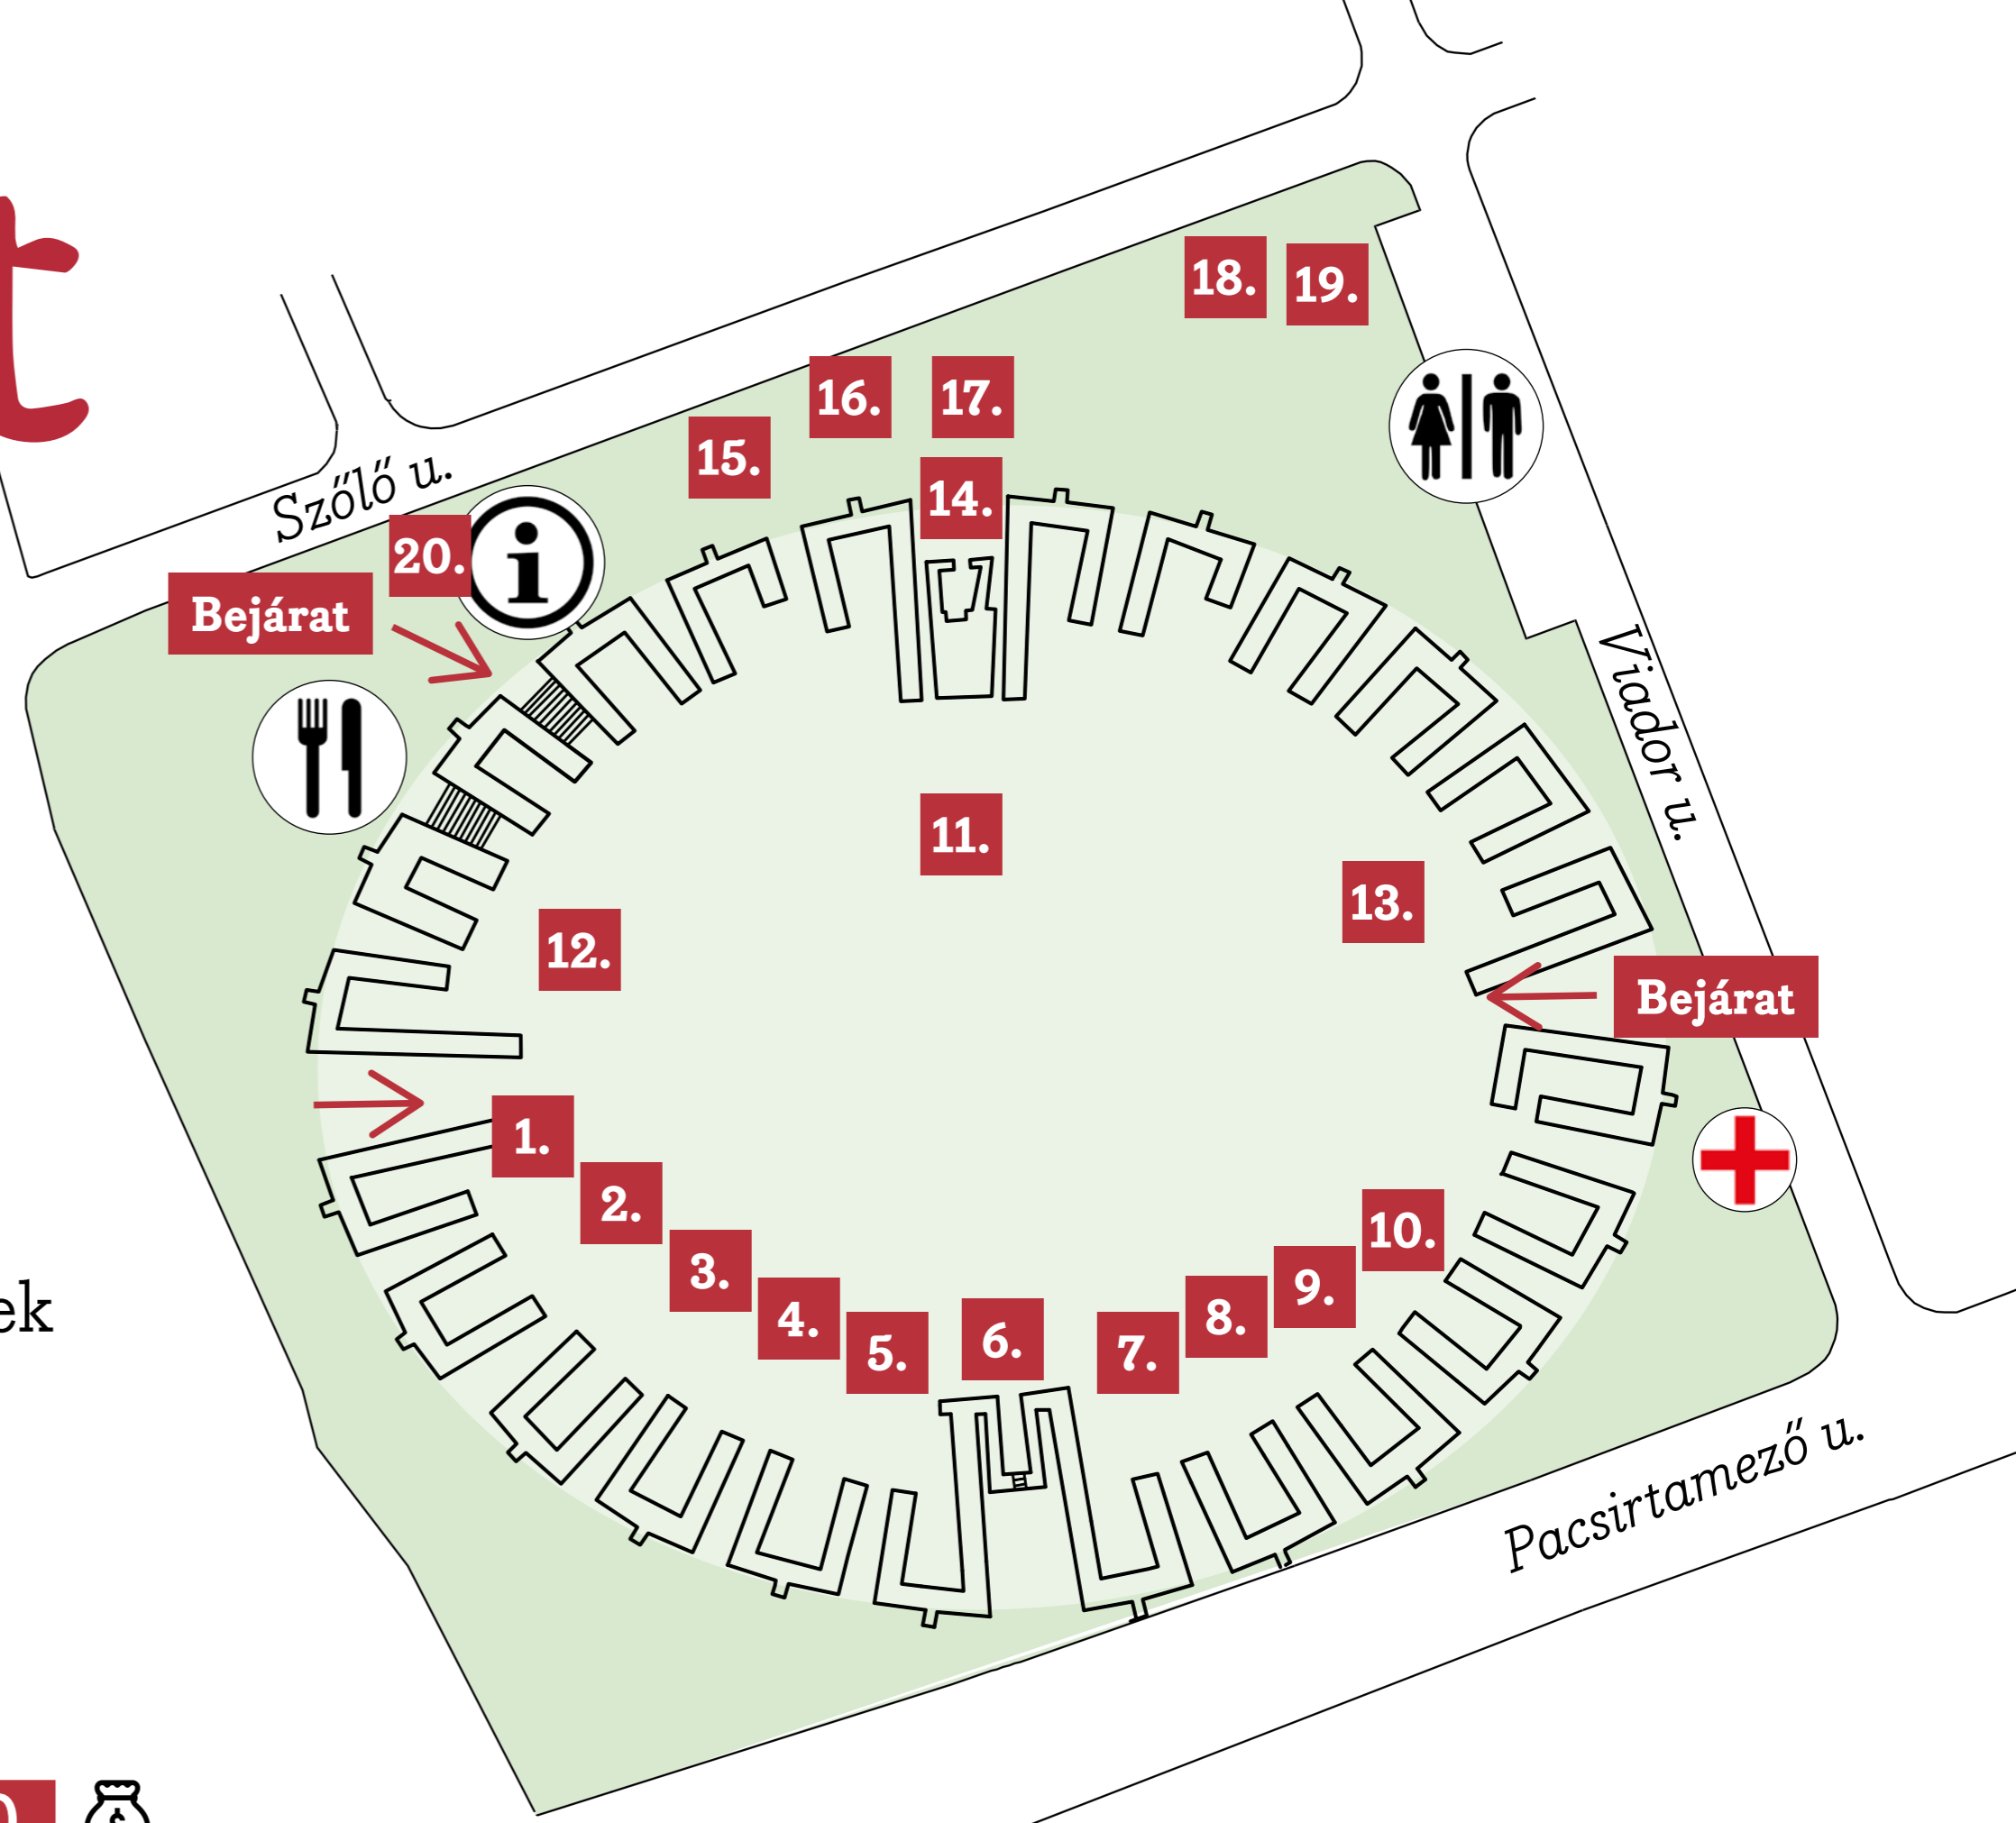 t
18.
19.
16.
17.
15.
14.
Szőlő u.
20.
Bejárat
Viador u.
11.
13.
12.
Bejárat
1.
2.
10.
3.
9.
4.
8.
5.
6.
7.
ek
Pacsirtamező u.